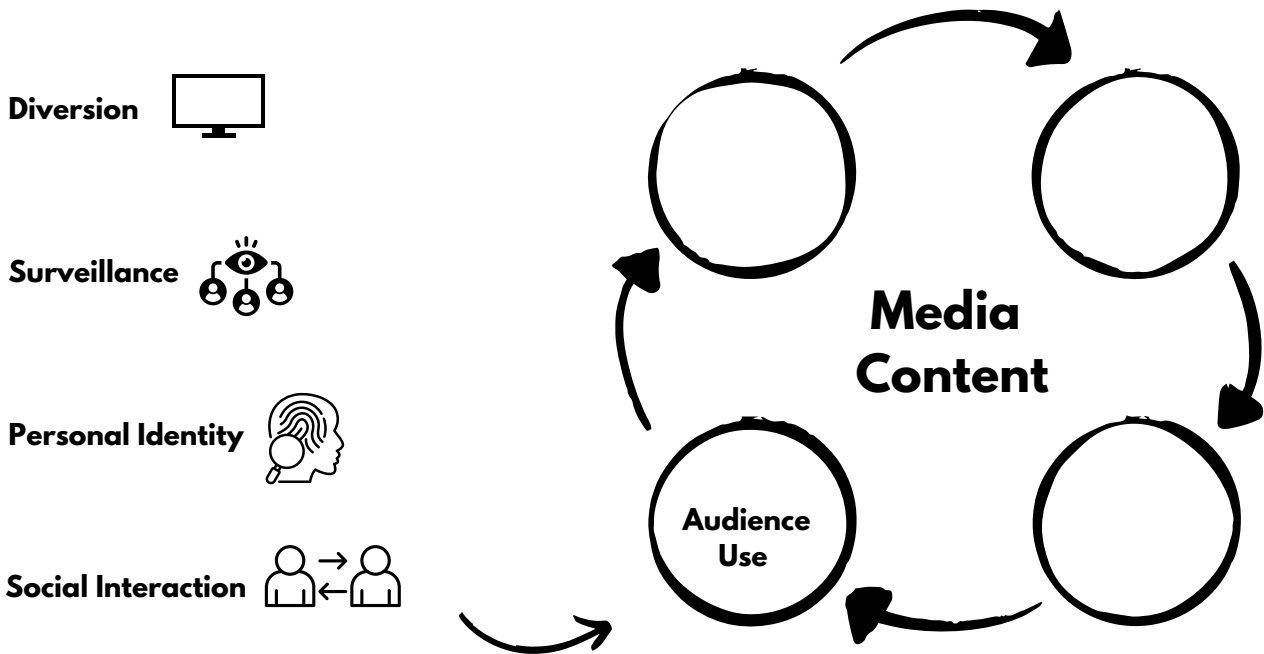 Diversion
Surveillance
Personal Identity
Social Interaction
Media
Content
Audience
Use